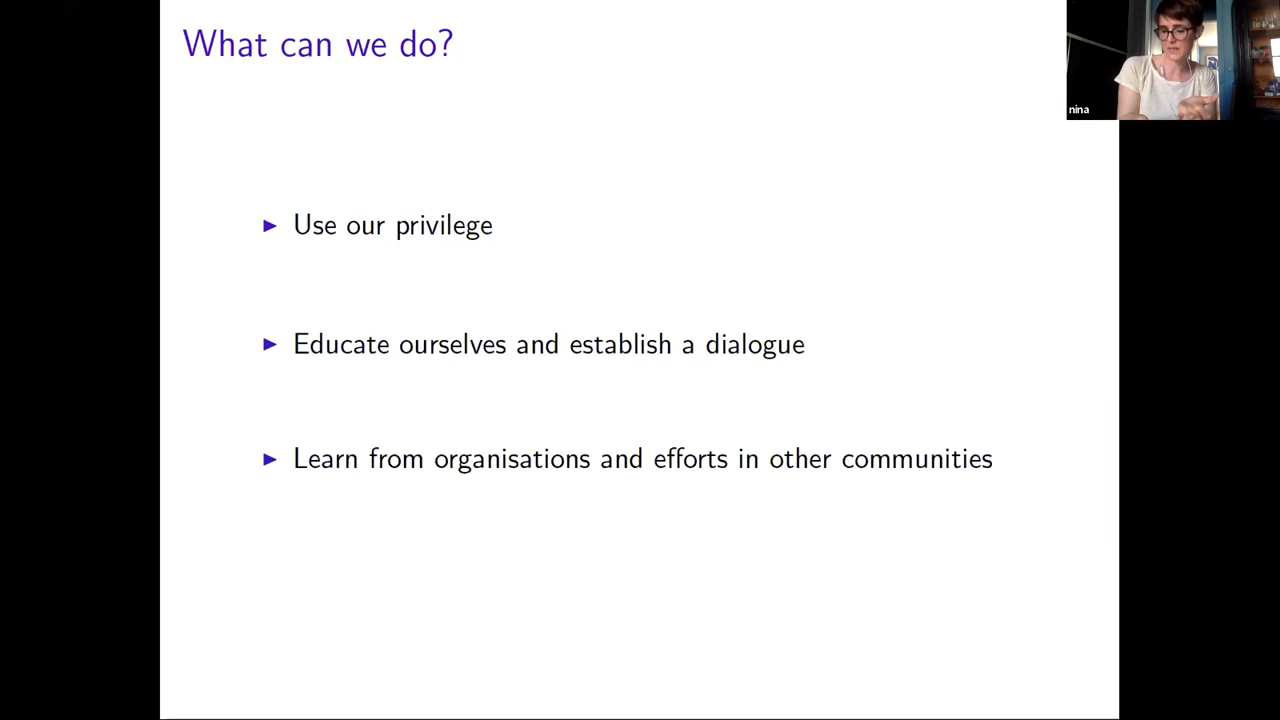 What can we do?
nina
Use our privilege
Educate ourselves and establish a dialogue
Learn from organisations and efforts in other communities